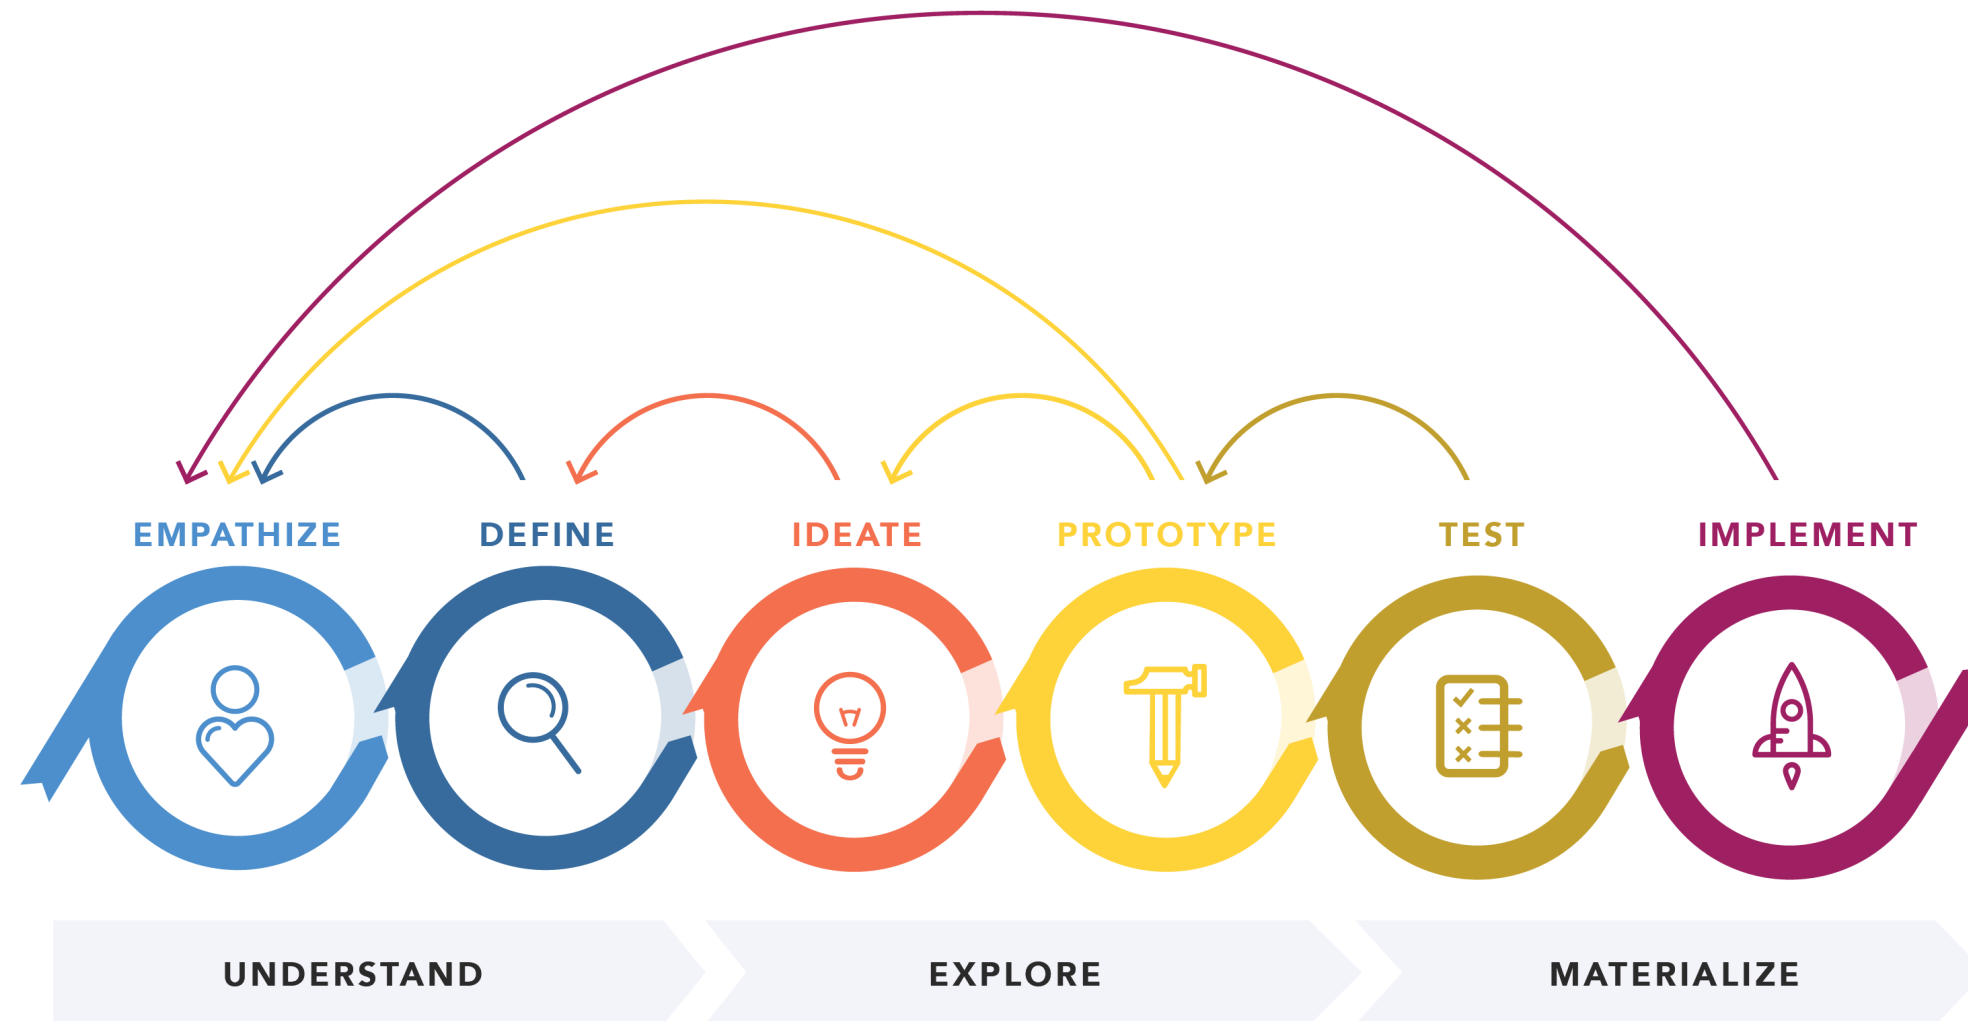 EMPATHIZE
DEFINE
IDEATE
PROTOTYPE
TEST
IMPLEMENT
UNDERSTAND
EXPLORE
MATERIALIZE